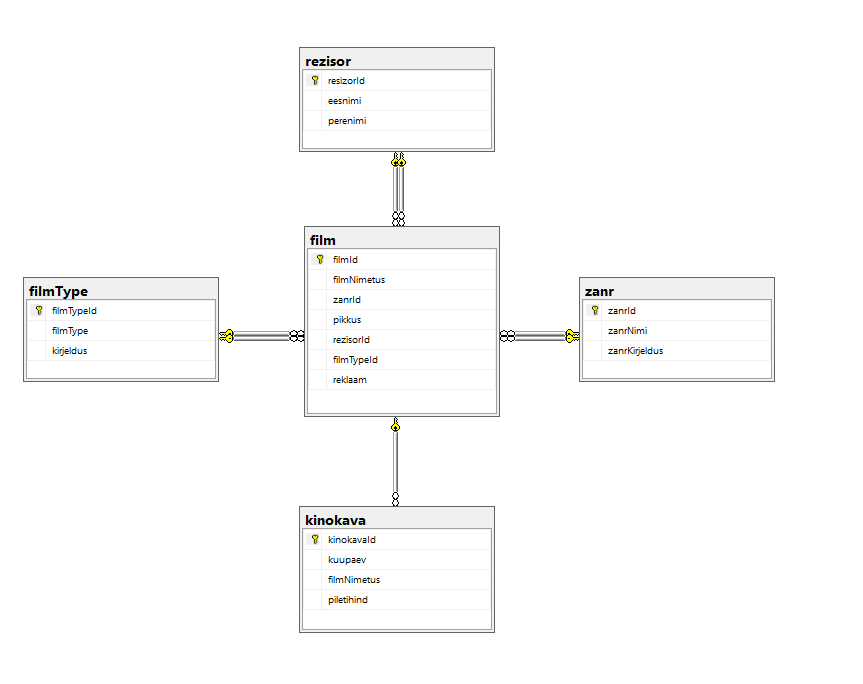 rezisor
resizorId
eesnimi
perenimi
film
filmId
filmNimetus
zanrId
pikkus
rezisorId
filmTypeId
reklaam
filmType
filmTypeId
filmType
kirjeldus
zanr
zanrId
zanrNimi
zanrKirjeldus
kinokava
kinokavaId
kuupaev
filmNimetus
piletihind